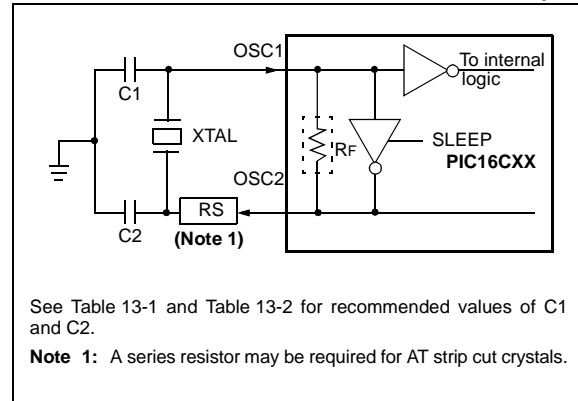 OSC1
To internal
logic
C1
XTAL
RF
SLEEP
PIC16CXX
OSC2
RS
C2
(Note 1)
See Table 13-1 and Table 13-2 for recommended values of C1
and C2.
Note 1: A series resistor may be required for AT strip cut crystals.